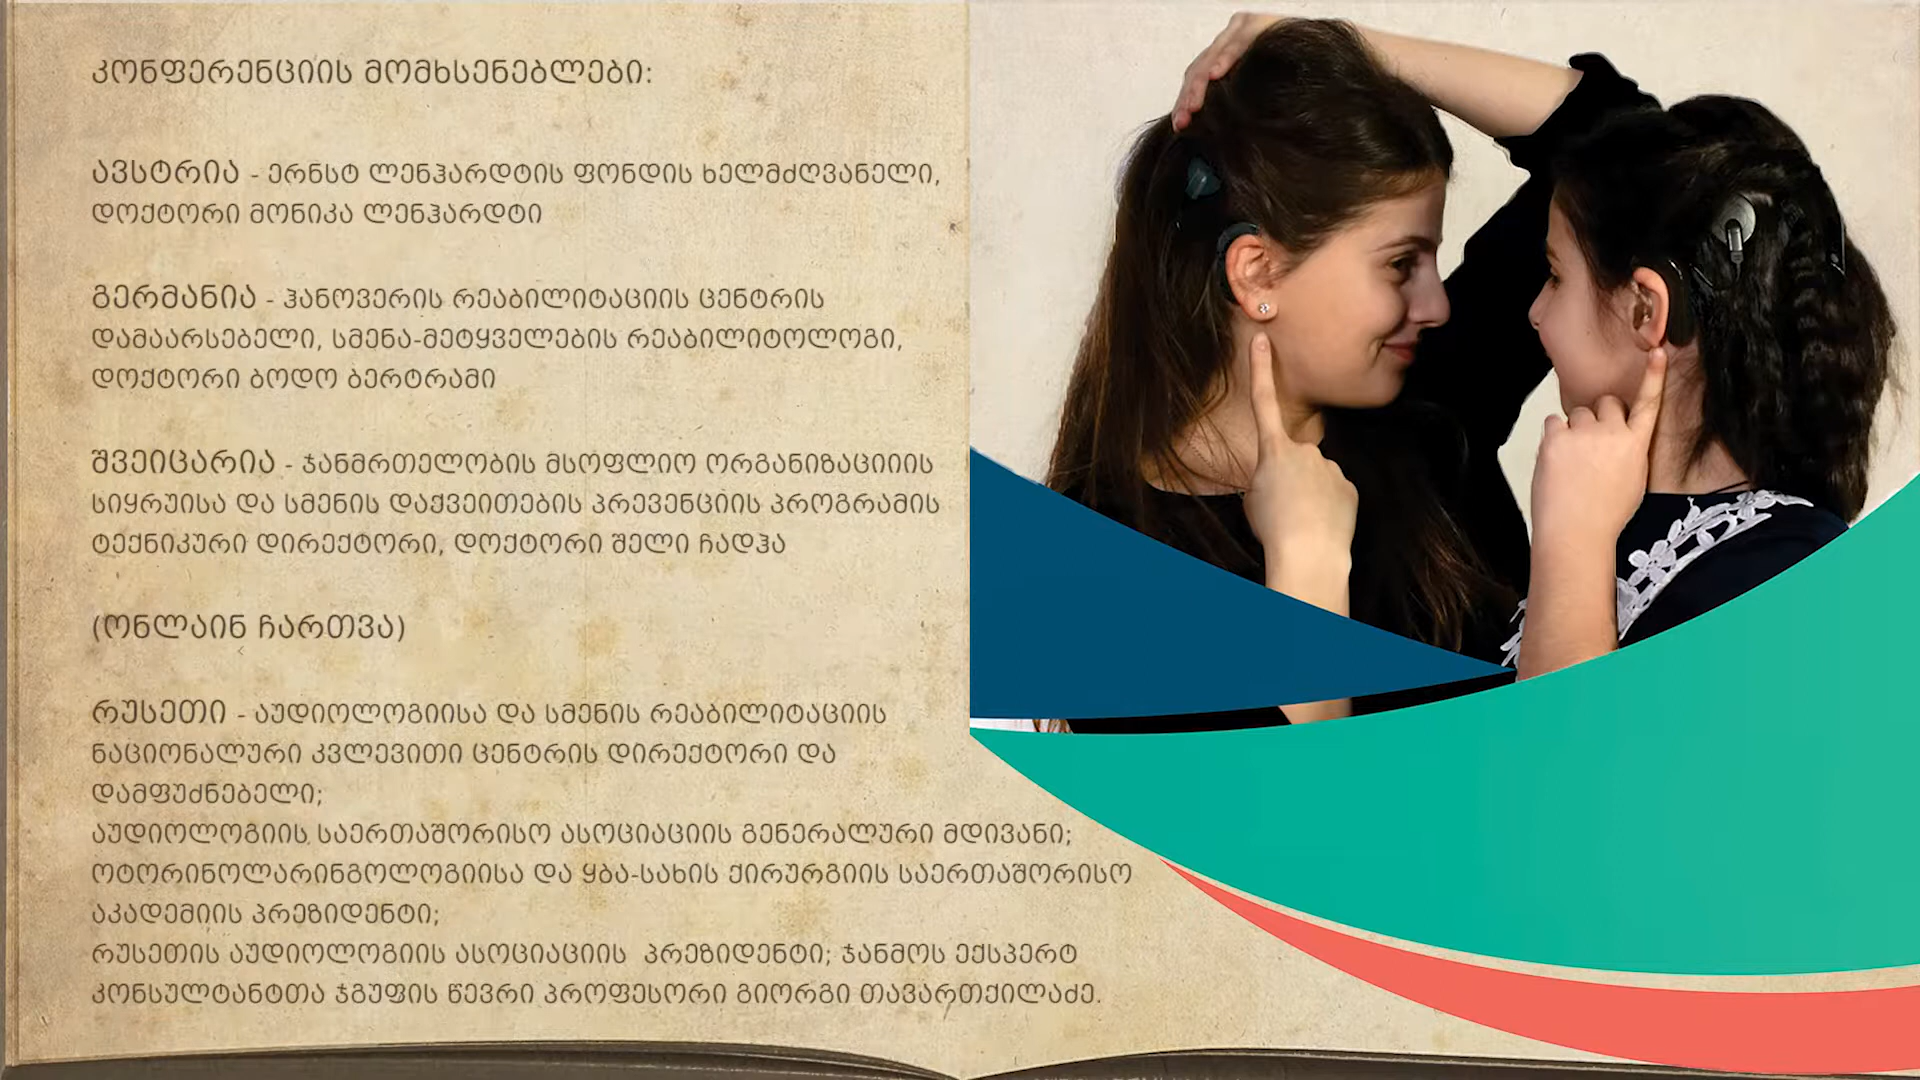 კონფერენციის მომხსენებლები:
ავსტრია - ერნსტ ლენჰარდტის ფონდის ხელმძღვანელი,
დოქტორი მონიკა ლენჰარდტი
გერმანია - ჰანოვერის რეაბილიტაციის ცენტრის
დამაარსებელი, სმენა-მეტყველების რეაბილიტოლოგი,
დოქტორი ბოდო ბერტრამი
შვეიცარია - ჯანმრთელობის მსოფლიო ორგანიზაციიის
სიყრუისა და სმენის დაქვეითების პრევენციის პროგრამის
ტექნიკური დირექტორი, დოქტორი შელი ჩადჰა
(ონლაინ ჩართვა)
რუსეთი - აუდიოლოგიისა და სმენის რეაბილიტაციის
ნაციონალური კვლევითი ცენტრის დირექტორი და
დამფუძნებელი;
აუდიოლოგიის საერთაშორისო ასოციაციის გენერალური მდივანი;
ოტორინოლარინგოლოგიისა და ყბა-სახის ქირურგიის საერთაშორისო
აკადემიის პრეზიდენტი;
რუსეთის აუდიოლოგიის ასოციაციის პრეზიდენტი; ჯანმოს ექსპერტ
კონსულტანტთა ჯგუფის წევრი პროფესორი გიორგი თავართქილაძე.